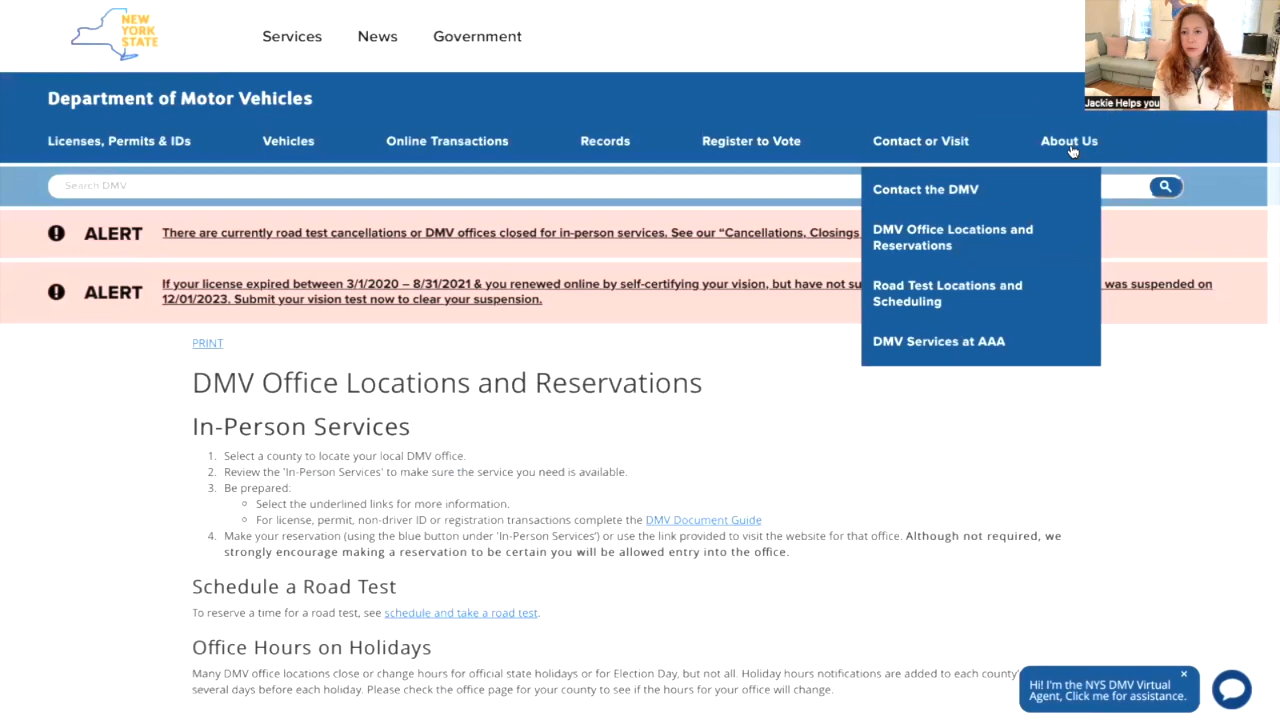 NEW
YORK
STATE
Services News Government
Jackie Helps you
Department of Motor Vehicles
Licenses, Permits & IDs Vehicles Online Transactions Records Register to Vote Contact or Visit About Us
Search DMV
Contact the DMV
DMV Office Locations and
Reservations
Road Test Locations and
Scheduling
DMV Services at AAA
ALERT There are currently road test cancellations or DMV offices closed for in-person services. See our “Cancellations, Closings
ALERT If your license expired between 3/1/2020 – 8/31/2021 & you renewed online by self-certifying your vision, but have not su was suspended on
12/01/2023. Submit your vision test now to clear your suspension.
PRINT
DMV Office Locations and Reservations
In-Person Services
1. Select a county to locate your local DMV office.
2. Review the 'In-Person Services' to make sure the service you need is available.
3. Be prepared:
Select the underlined links for more information.
For license, permit, non-driver ID or registration transactions complete the DMV Document Guide
4. Make your reservation (using the blue button under 'In-Person Services') or use the link provided to visit the website for that office. Although not required, we
strongly encourage making a reservation to be certain you will be allowed entry into the office.
Schedule a Road Test
To reserve a time for a road test, see schedule and take a road test.
Office Hours on Holidays
Many DMV office locations close or change hours for official state holidays or for Election Day, but not all. Holiday hours notifications are added to each county'
several days before each holiday. Please check the office page for your county to see if the hours for your office will change.
Hi! I'm the NYS DMV Virtual
Agent, Click me for assistance.